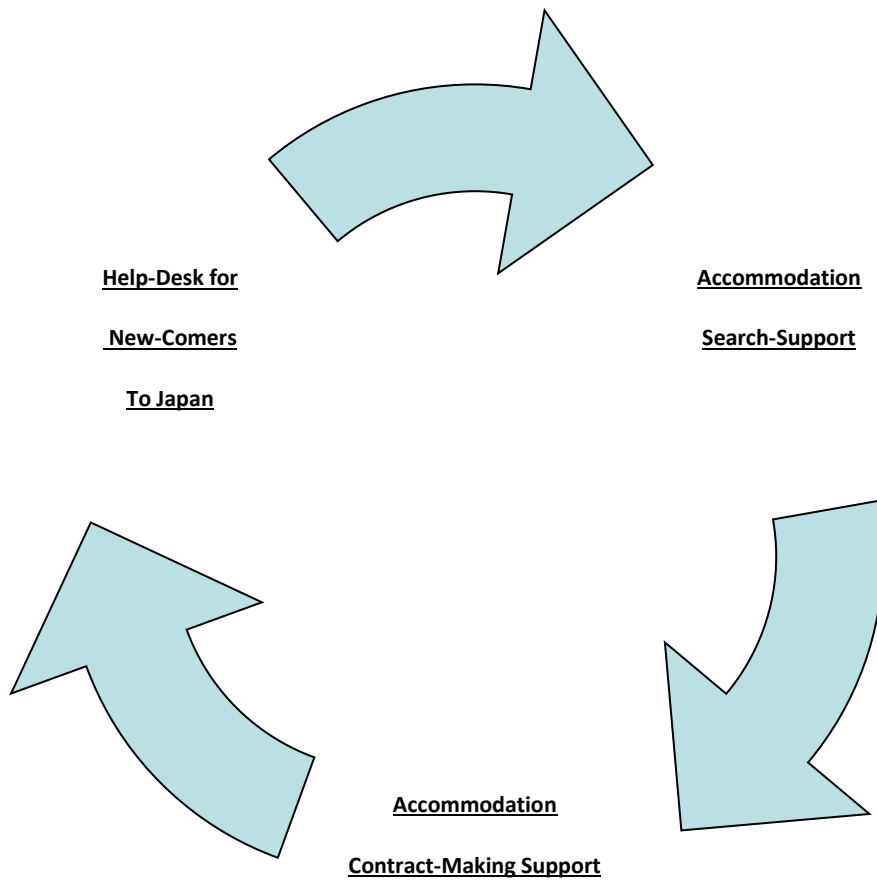 Help-Desk for
New-Comers
To Japan
Accommodation
Search-Support
Accommodation
Contract-Making Support